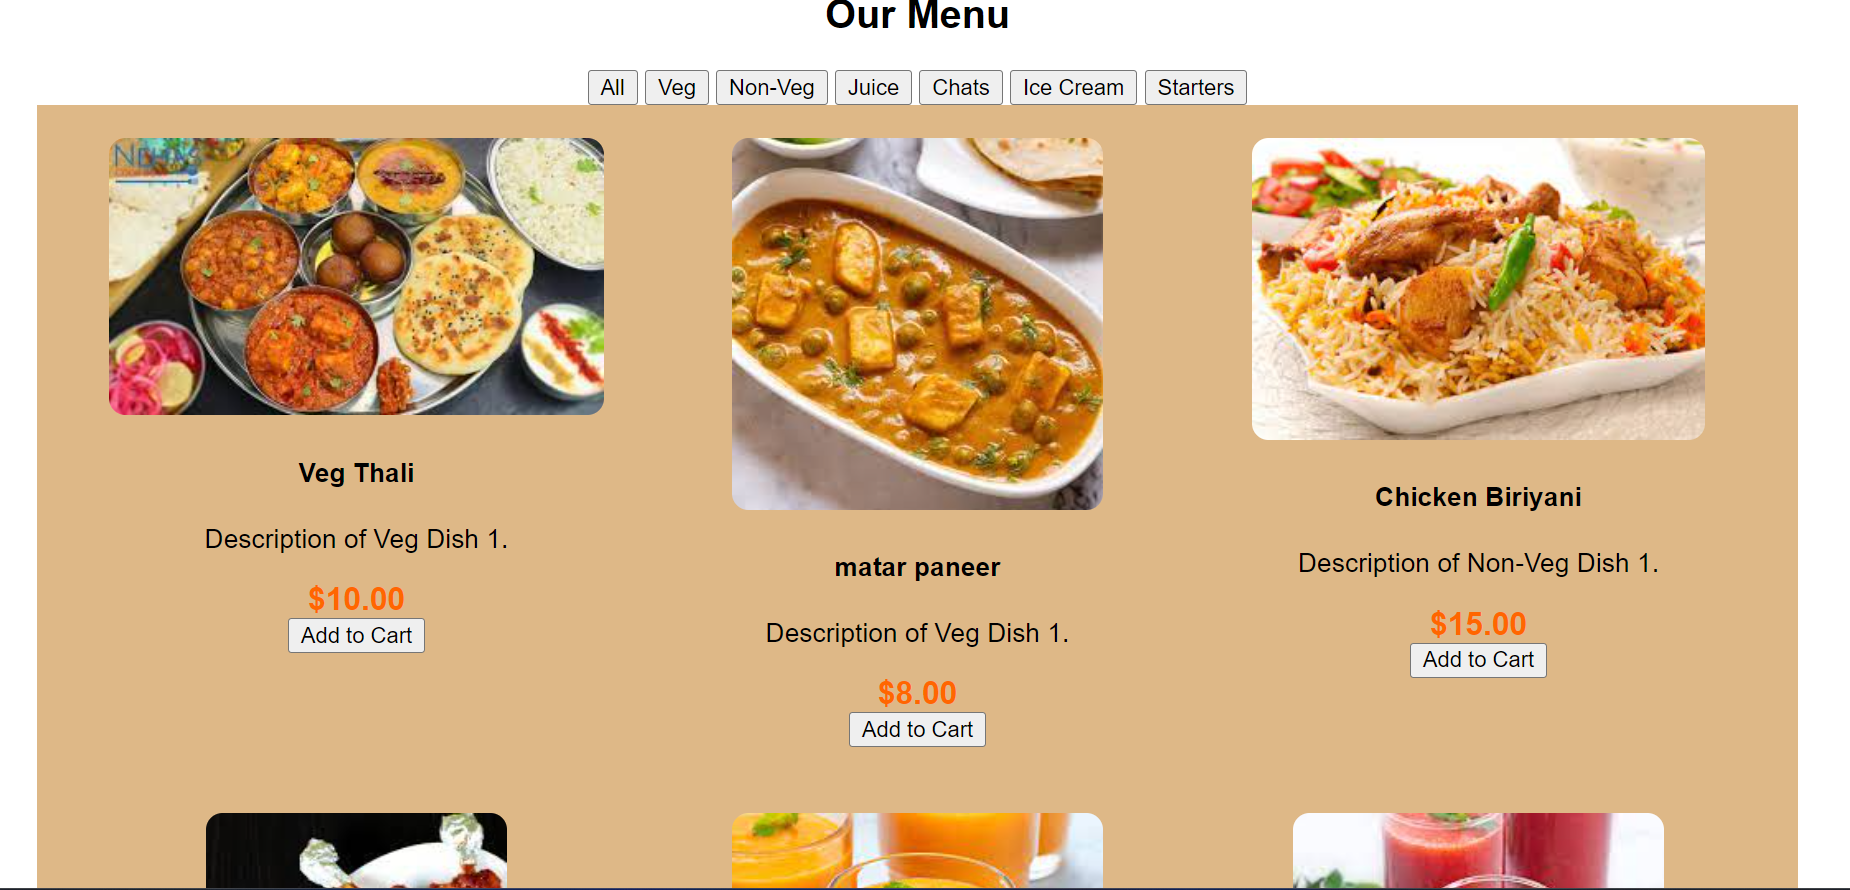 Our Menu
All Veg Non-Veg Juice Chats Ice Cream Starters
Veg Thali
Description of Veg Dish 1.
$10.00
Add to Cart
matar paneer
Description of Veg Dish 1.
$8.00
Add to Cart
Chicken Biriyani
Description of Non-Veg Dish 1.
$15.00
Add to Cart